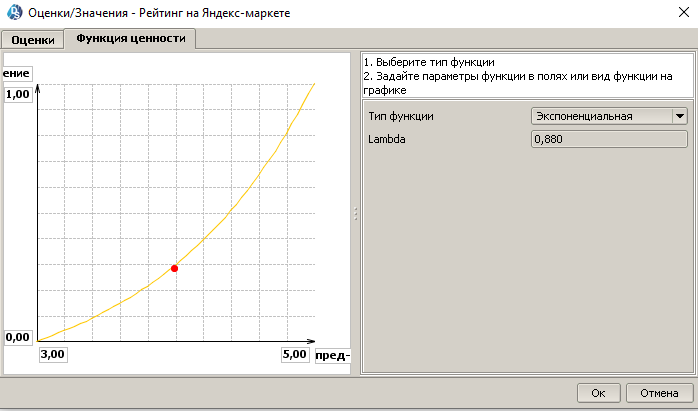 Оценки/Значения - Рейтинг на Яндекс-маркете
Оценки
Функция ценности
ение
1,00
0,00
3,00
5,00
пред-
1. Выберите тип функции
2. Задайте параметры функции в полях или вид функции на
графике
Тип функции
Экспоненциальная
Lambda
0,880
Ок
Отмена